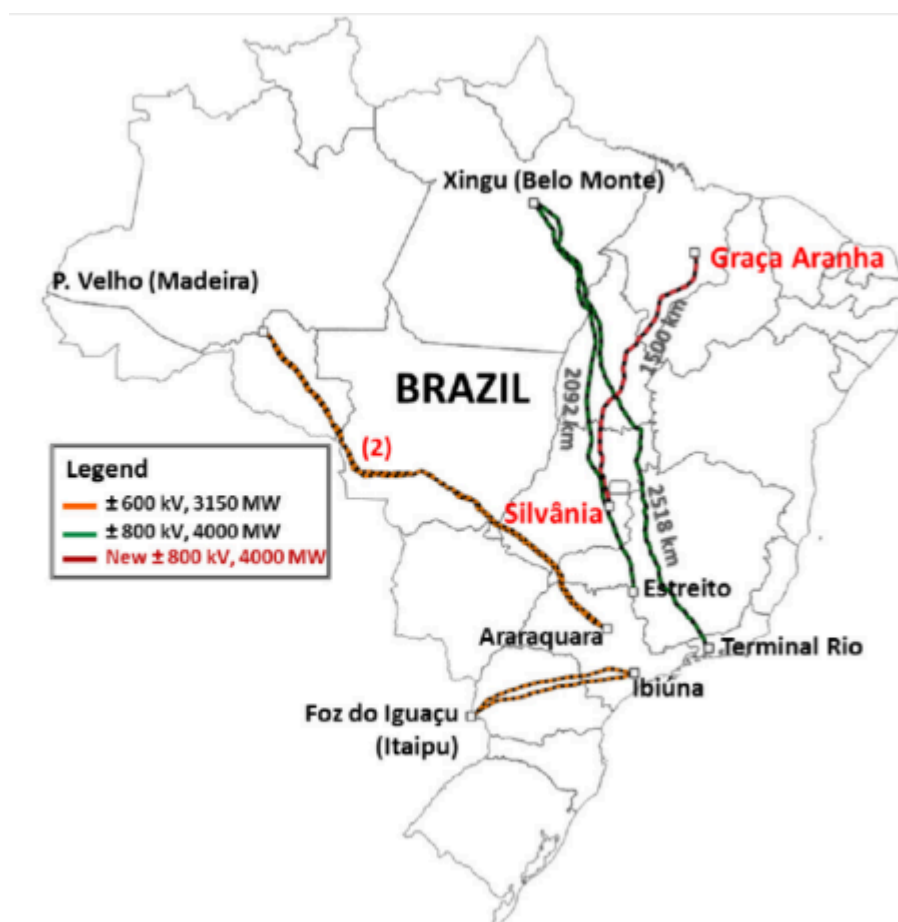 Xingu (Belo Monte)
Graça Aranha
P. Velho (Madeira)
1500 km
BRAZIL
2092 km
(2)
Legend
± 600 kV, 3150 MW
± 800 kV, 4000 MW
New ± 800 kV, 4000 MW
Silvânia
2518 km
Estreito
Araraquara
Terminal Rio
Ibiúna
Foz do Iguaçu
(Itaipu)